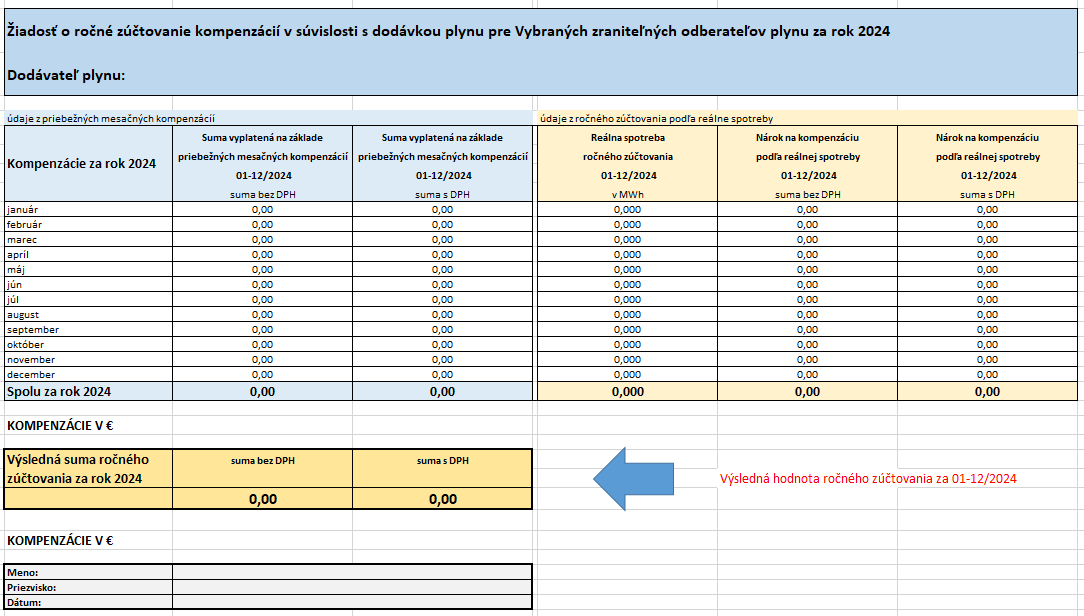 Žiadosť o ročné zúčtovanie kompenzácií v súvislosti s dodávkou plynu pre Vybraných zraniteľných odberateľov plynu za rok 2024
Dodávateľ plynu:
údaje z priebežných mesačných kompenzácií údaje z ročného zúčtovania podľa reálne spotreby
Kompenzácie za rok 2024
Suma vyplatená na základe
priebežných mesačných kompenzácií
01-12/2024
suma bez DPH
Suma vyplatená na základe
priebežných mesačných kompenzácií
01-12/2024
suma s DPH
Reálna spotreba
ročného zúčtovania
01-12/2024
v MWh
Nárok na kompenzáciu
podľa reálnej spotreby
01-12/2024
suma bez DPH
Nárok na kompenzáciu
podľa reálnej spotreby
01-12/2024
suma s DPH
január 0,00 0,00 0,000 0,00 0,00
február 0,00 0,00 0,000 0,00 0,00
marec 0,00 0,00 0,000 0,00 0,00
apríl 0,00 0,00 0,000 0,00 0,00
máj 0,00 0,00 0,000 0,00 0,00
jún 0,00 0,00 0,000 0,00 0,00
júl 0,00 0,00 0,000 0,00 0,00
august 0,00 0,00 0,000 0,00 0,00
september 0,00 0,00 0,000 0,00 0,00
október 0,00 0,00 0,000 0,00 0,00
november 0,00 0,00 0,000 0,00 0,00
december 0,00 0,00 0,000 0,00 0,00
Spolu za rok 2024 0,00 0,00 0,000 0,00 0,00
KOMPENZÁCIE V €
Výsledná suma ročného
zúčtovania za rok 2024
suma bez DPH suma s DPH
0,00 0,00
Výsledná hodnota ročného zúčtovania za 01-12/2024
KOMPENZÁCIE V €
Meno:
Priezvisko:
Dátum: